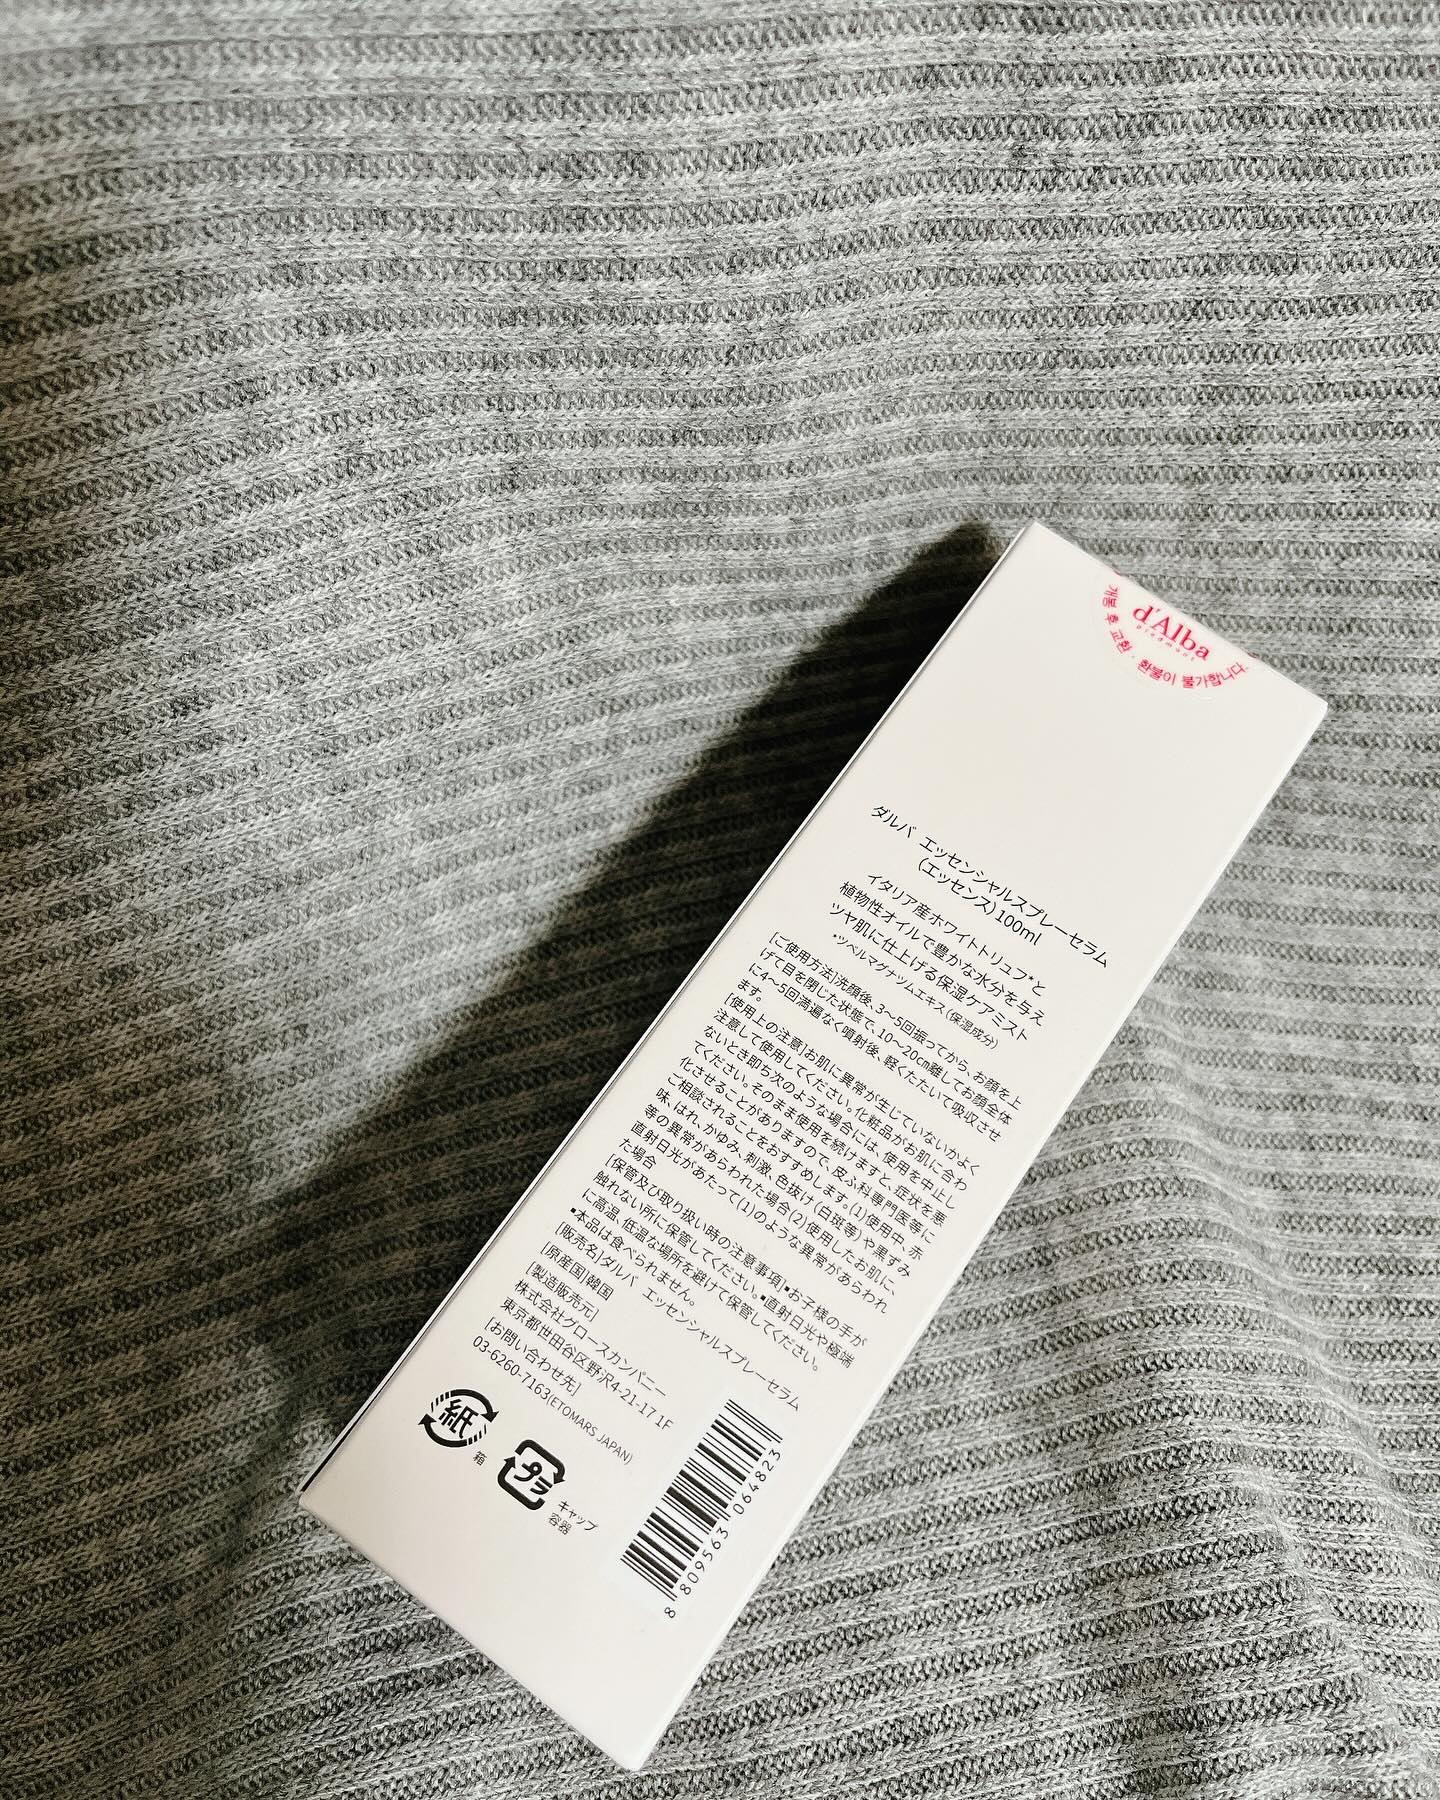 d'Alba
piedmont
개봉 후 교환·환불이 불가합니다.
ダルバ エッセンシャルスプレーセラム
(エッセンス)100ml
イタリア産ホワイトトリュフ*と
植物性オイルで豊かな水分を与え
ツヤ肌に仕上げる保湿ケアミスト
*ツベルマグナツムエキス(保湿成分)
[ご使用方法]洗顔後、3〜5回振ってから、お顔を上
げて目を閉じた状態で、10〜20cm離してお顔全体
に4〜5回満遍なく噴射後、軽くたたいて吸収させ
ます。
[使用上の注意]お肌に異常が生じていないかよく
注意して使用してください。化粧品がお肌に合わ
ないとき即ち次のような場合には、使用を中止し
てください。そのまま使用を続けますと、症状を悪
化させることがありますので、皮ふ科専門医等に
ご相談されることをおすすめします。(1)使用中、赤
味、はれ、かゆみ、刺激、色抜け(白斑等)や黒ずみ
等の異常があらわれた場合(2)使用したお肌に、
直射日光があたって(1)のような異常があらわれ
た場合
[保管及び取り扱い時の注意事項]▪お子様の手が
触れない所に保管してください。▪直射日光や極端
に高温、低温な場所を避けて保管してください。
▪本品は食べられません。
[販売名]ダルバ エッセンシャルスプレーセラム
[原産国]韓国
[製造販売元]
株式会社グロースカンパニー
東京都世田谷区野沢4-21-17 1F
[お問い合わせ先]
03-6260-7163(ETOMARS JAPAN)
紙
箱
プラ
キャップ
容器
8 809563 064823